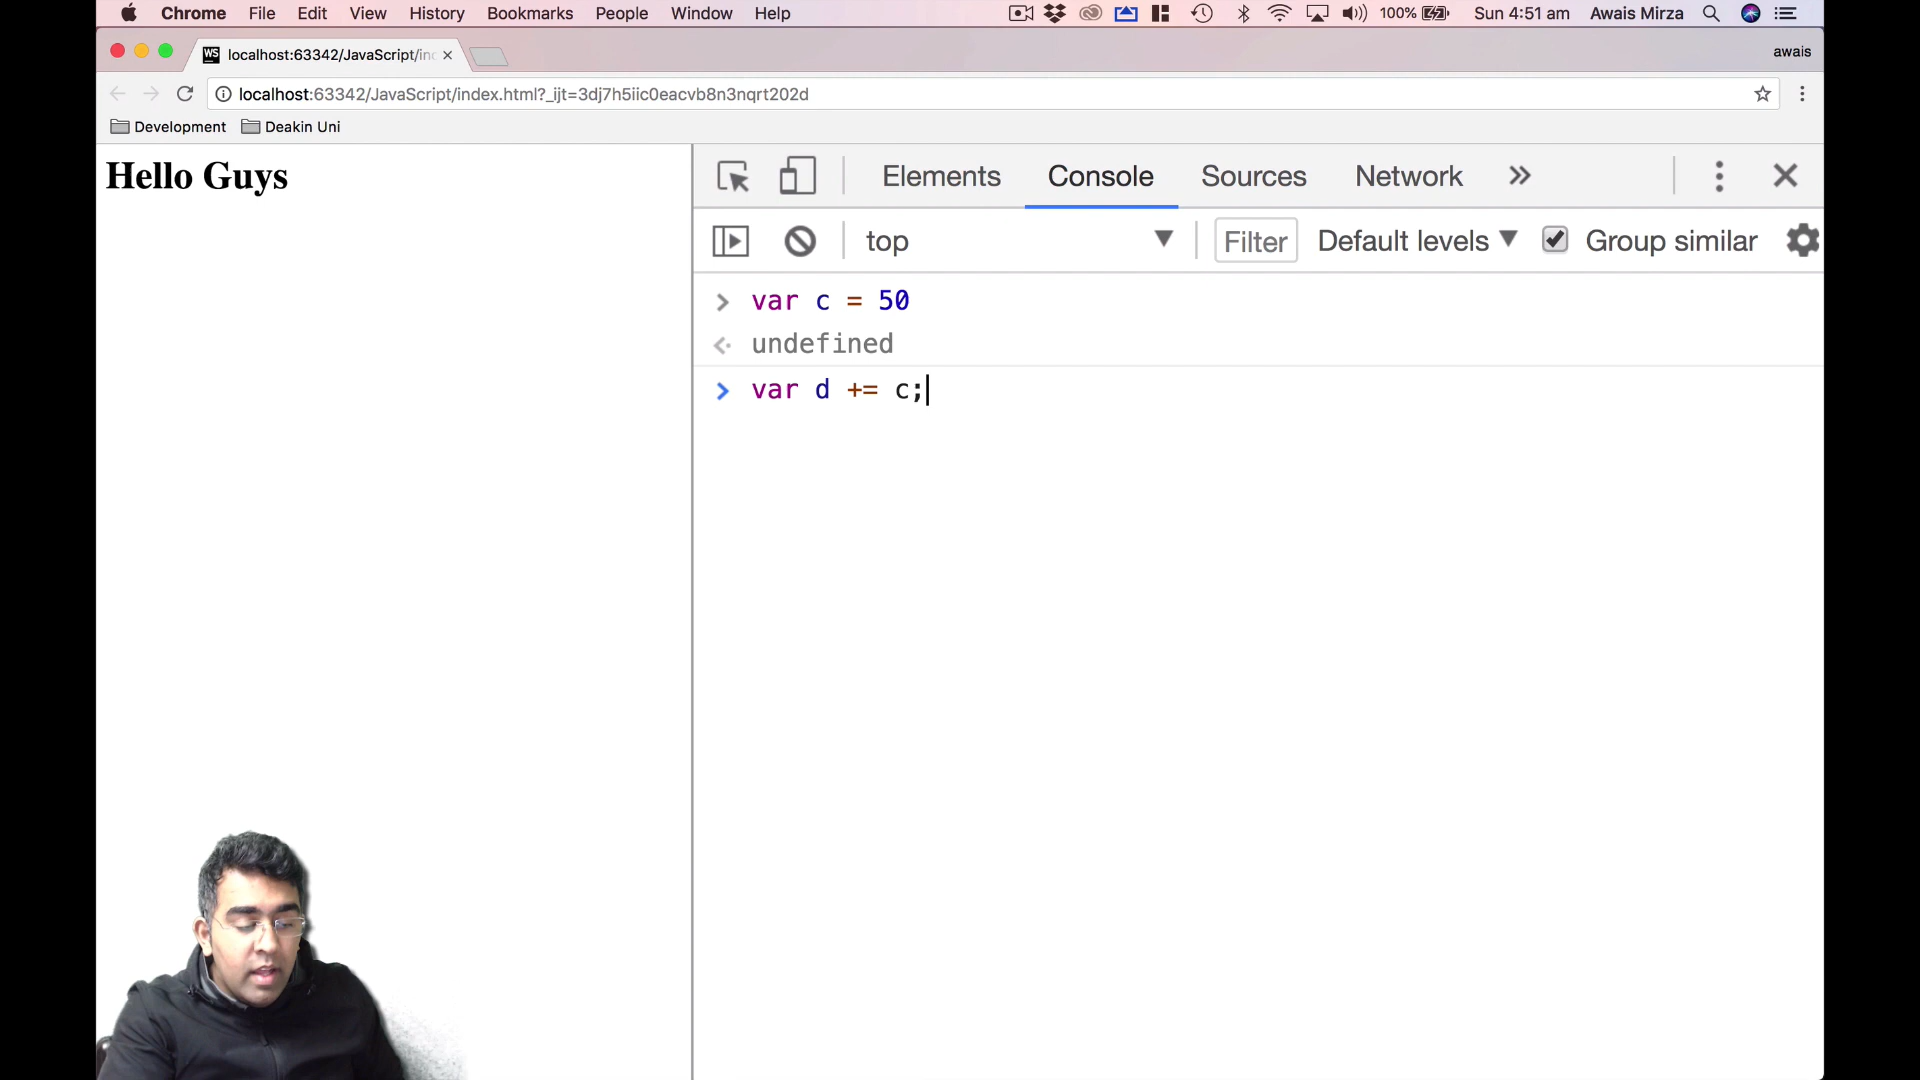 Chrome File Edit View History Bookmarks People Window Help 100% Sun 4:51 am Awais Mirza
WS localhost:63342/JavaScript/in awais
localhost:63342/JavaScript/index.html?_ijt=3dj7h5iic0eacvb8n3nqrt202d
Development Deakin Uni
Hello Guys
Elements Console Sources Network
top Filter Default levels Group similar
var c = 50
undefined
var d += c;